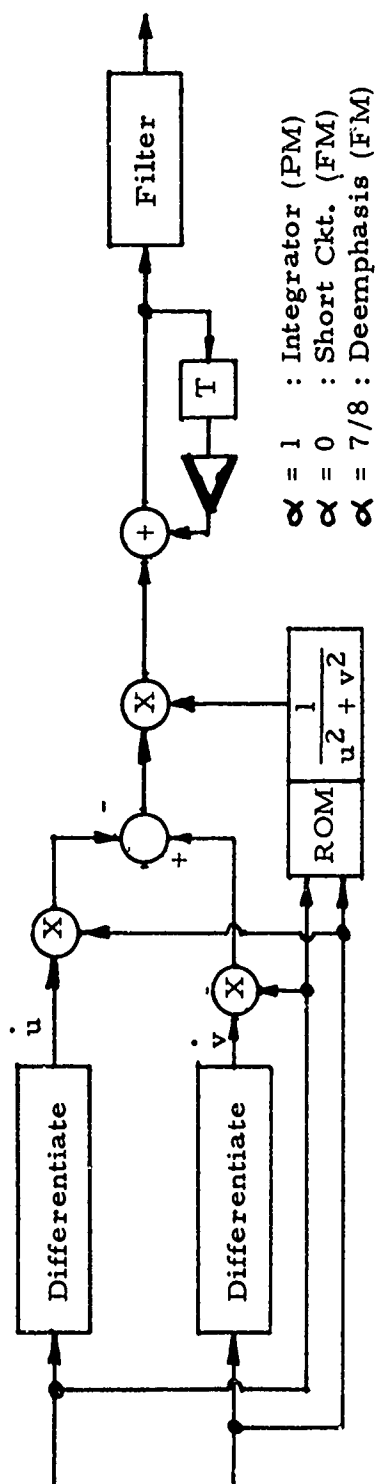 Differentiate
u̇
X
-
Differentiate
v̇
X
+
X
+
T
Filter
ROM
1
u² + v²
α = 1 : Integrator (PM)
α = 0 : Short Ckt. (FM)
α = 7/8 : Deemphasis (FM)